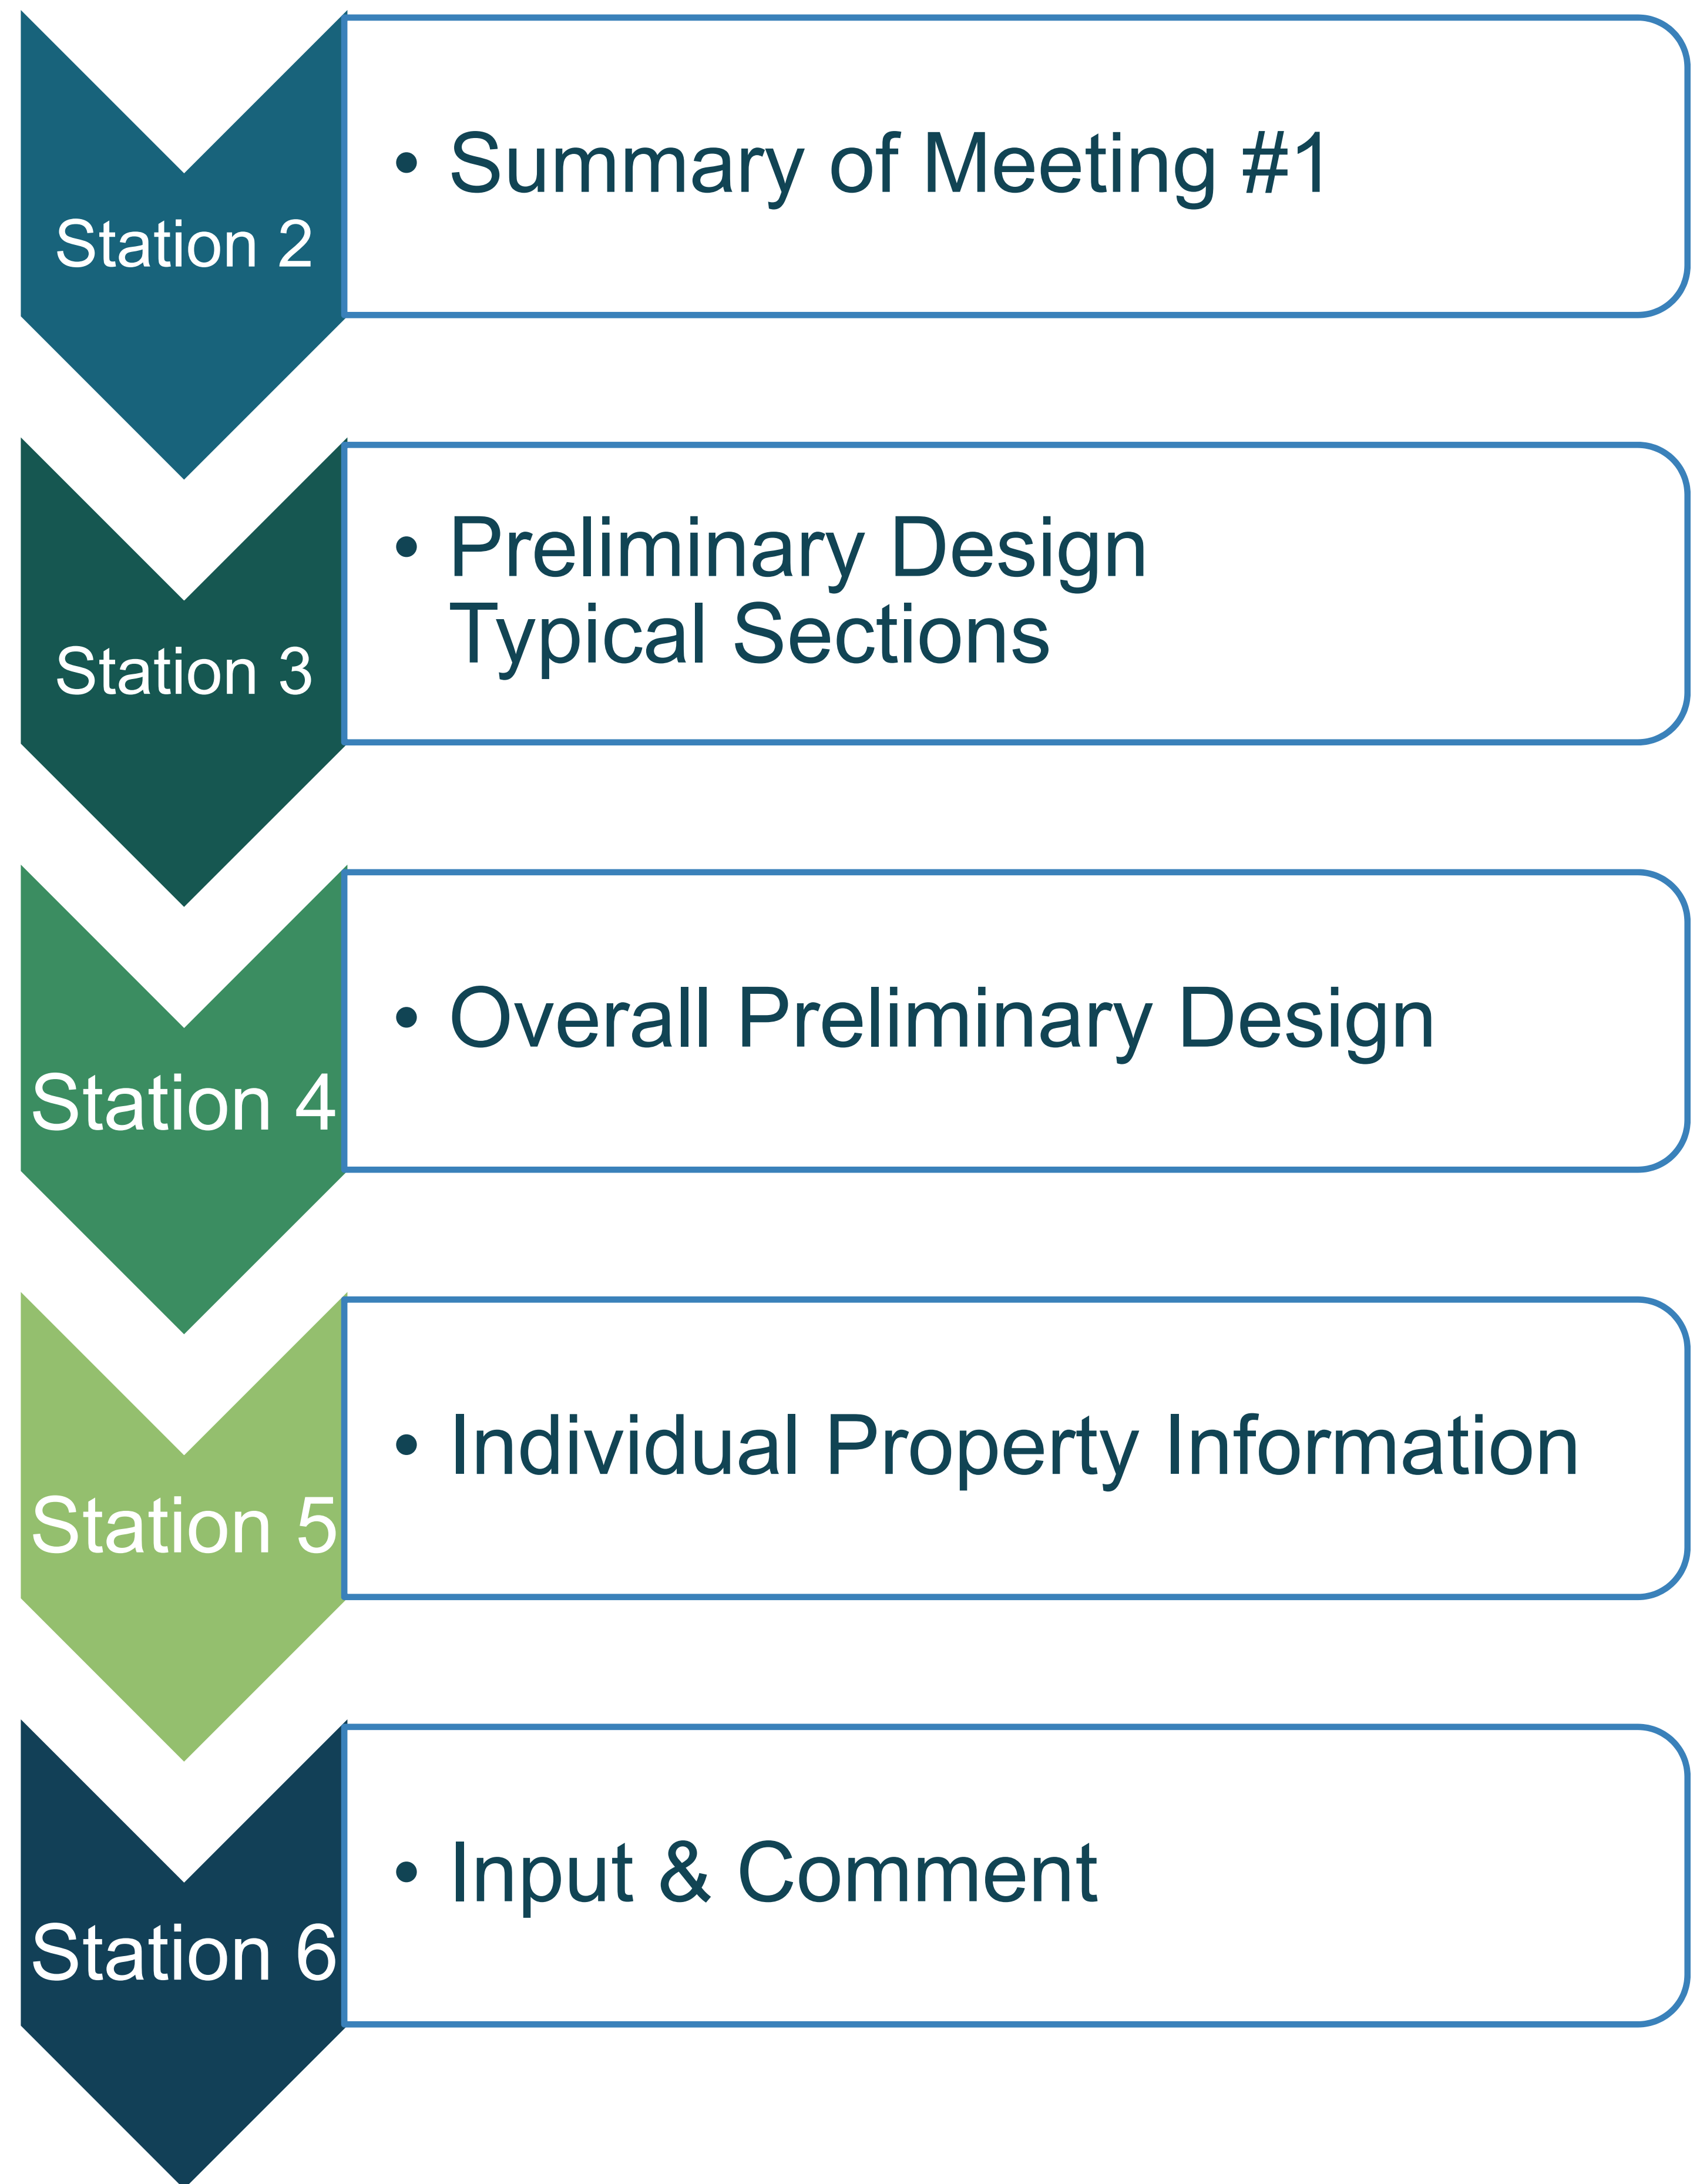 Station 2
• Summary of Meeting #1
Station 3
• Preliminary Design
Typical Sections
Station 4
• Overall Preliminary Design
Station 5
• Individual Property Information
Station 6
• Input & Comment